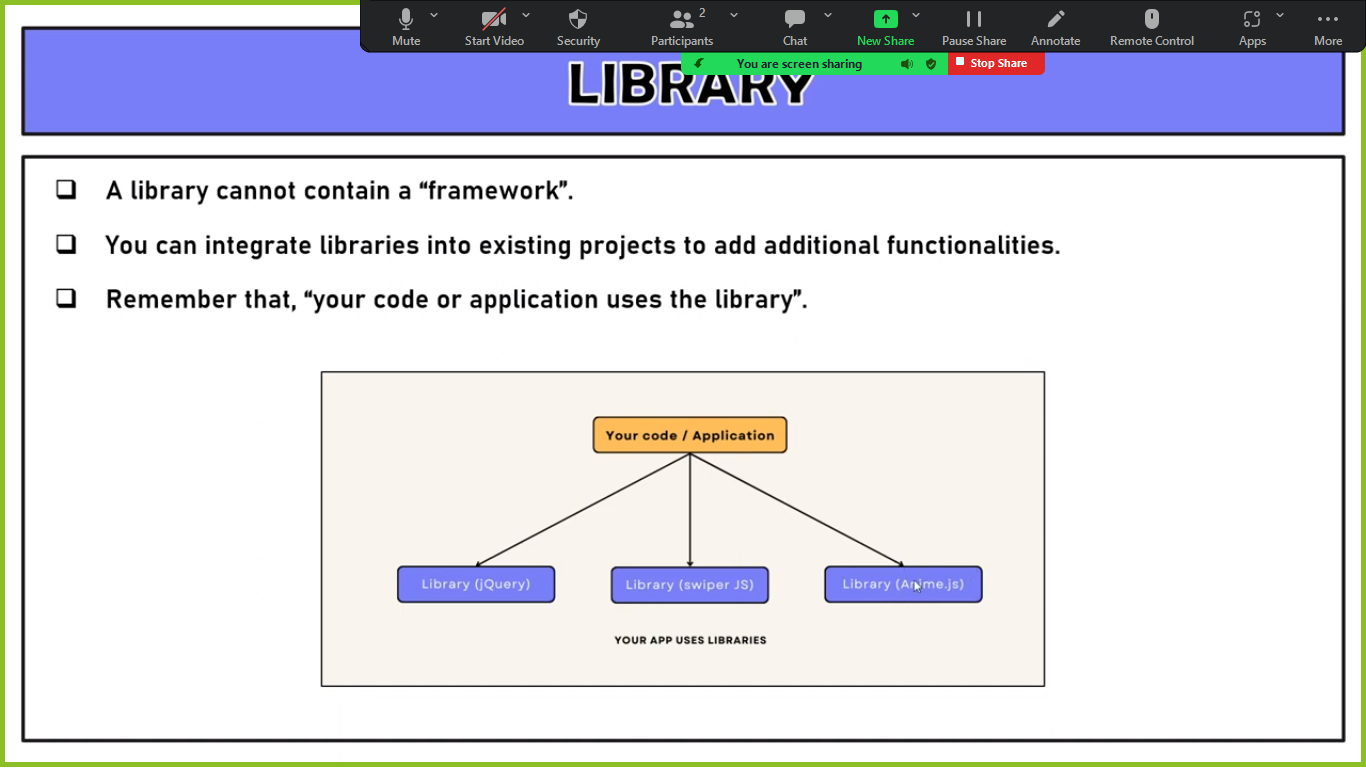 Mute
Start Video
Security
Participants
2
Chat
New Share
Pause Share
Annotate
Remote Control
Apps
More
You are screen sharing
Stop Share
LIBRARY
❑ A library cannot contain a “framework”.
❑ You can integrate libraries into existing projects to add additional functionalities.
❑ Remember that, “your code or application uses the library”.
Your code / Application
Library (jQuery)
Library (swiper JS)
Library (Anime.js)
YOUR APP USES LIBRARIES